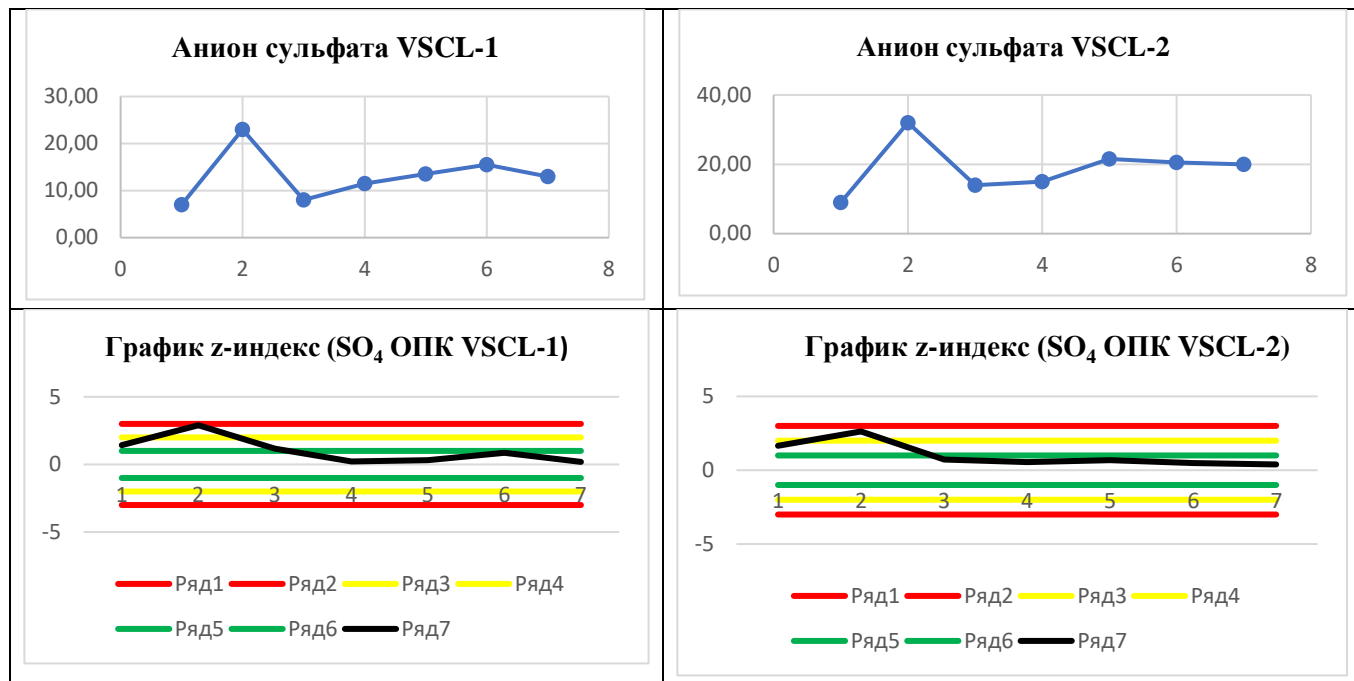 Анион сульфата VSCL-1
30,00
20,00
10,00
0,00
0 2 4 6 8
Анион сульфата VSCL-2
40,00
20,00
0,00
0 2 4 6 8
График z-индекс (SO₄ ОПК VSCL-1)
5
0
-5
1 2 3 4 5 6 7
Ряд1 Ряд2 Ряд3 Ряд4
Ряд5 Ряд6 Ряд7
График z-индекс (SO₄ ОПК VSCL-2)
5
0
-5
1 2 3 4 5 6 7
Ряд1 Ряд2 Ряд3 Ряд4
Ряд5 Ряд6 Ряд7